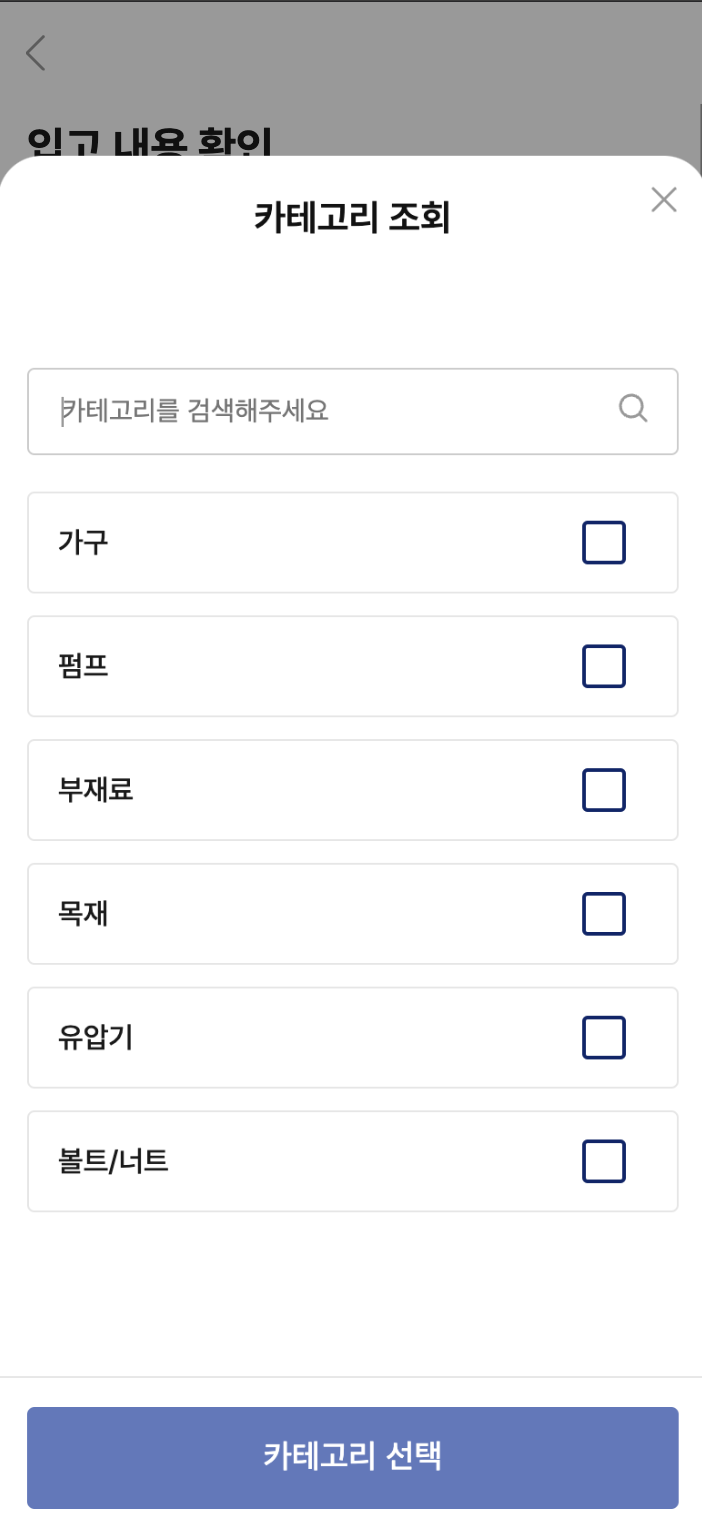 입고 내용 확인
카테고리 조회
카테고리를 검색해주세요
가구
펌프
부재료
목재
유압기
볼트/너트
카테고리 선택